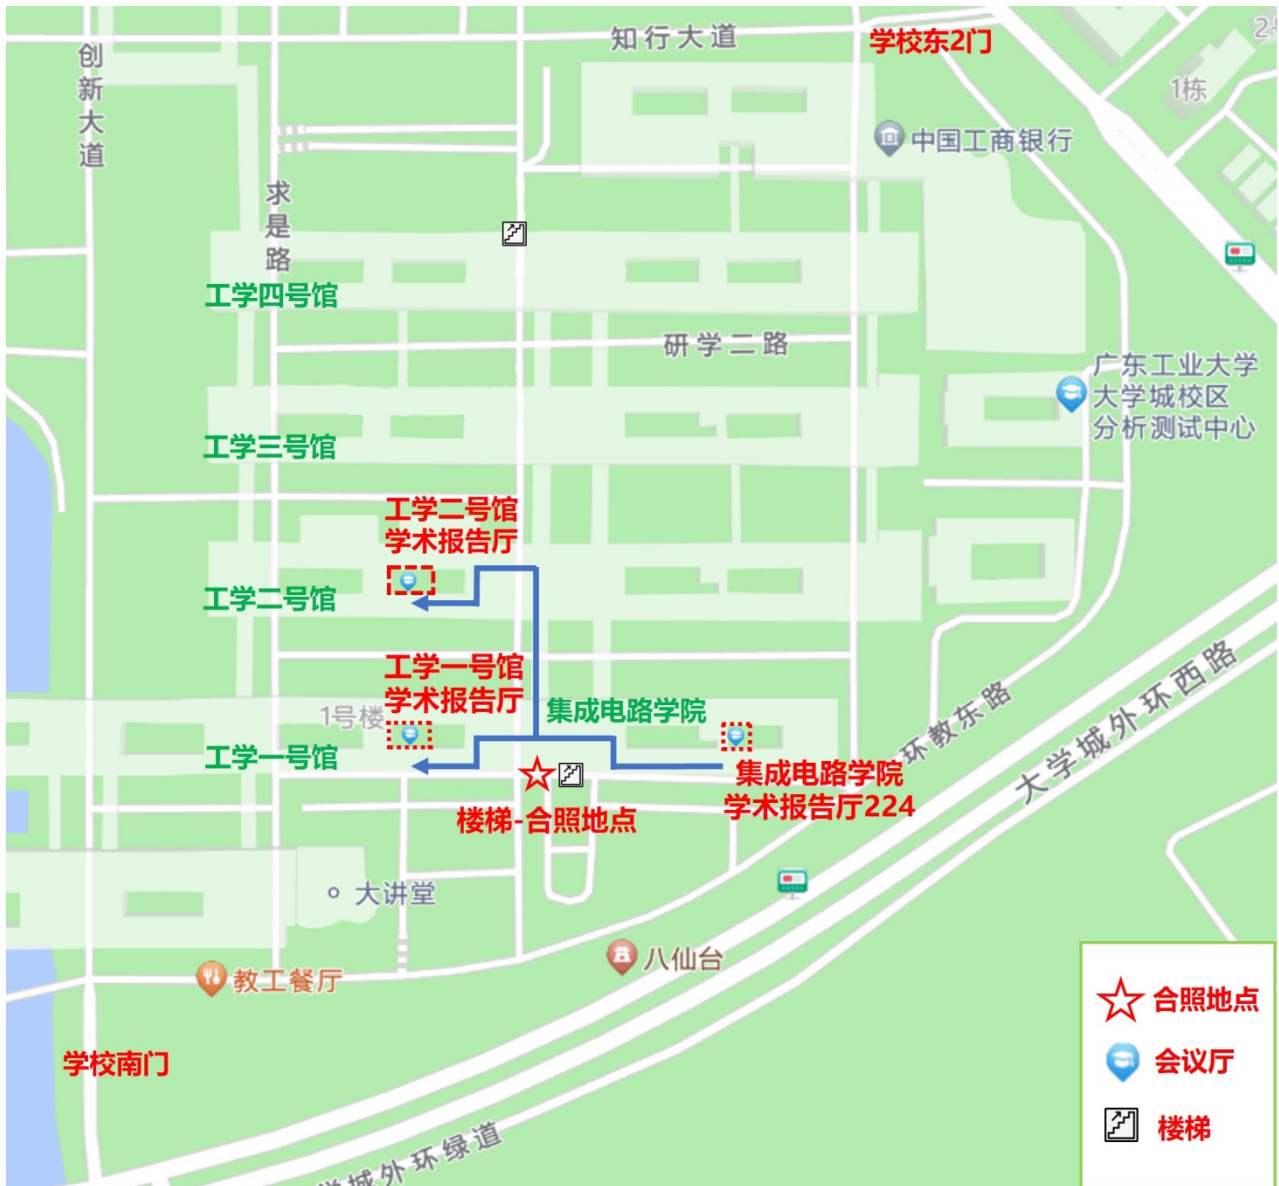 知行大道
学校东2门
创新大道
1栋
中国工商银行
求是路
工学四号馆
研学二路
广东工业大学
大学城校区
分析测试中心
工学三号馆
工学二号馆
学术报告厅
工学二号馆
工学一号馆
学术报告厅
1号楼
集成电路学院
工学一号馆
集成电路学院
学术报告厅224
环教东路
大学城外环西路
楼梯-合照地点
大讲堂
八仙台
教工餐厅
学校南门
合照地点
会议厅
楼梯
学城外环绿道